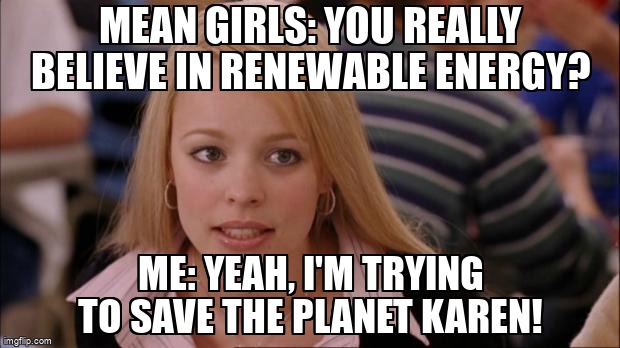 MEAN GIRLS: YOU REALLY
BELIEVE IN RENEWABLE ENERGY?
ME: YEAH, I'M TRYING
TO SAVE THE PLANET KAREN!
imgflip.com